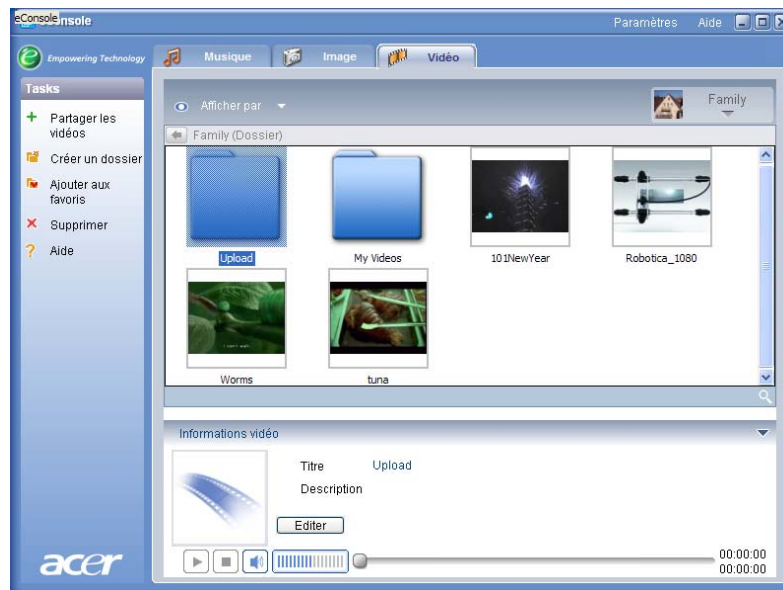 eConsole
eConsole
Paramètres Aide
Empowering Technology
Musique Image Vidéo
Tasks
Partager les vidéos
Créer un dossier
Ajouter aux favoris
Supprimer
Aide
Afficher par
Family
Family (Dossier)
Upload
My Videos
101NewYear
Robotica_1080
Worms
tuna
Informations vidéo
Titre Upload
Description
Editer
00:00:00
00:00:00
acer